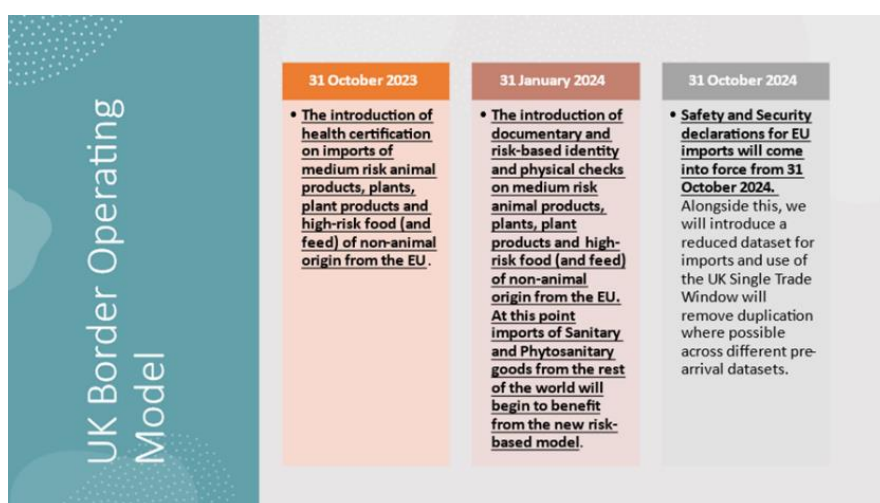 UK Border Operating
Model
31 October 2023
• The introduction of
health certification
on imports of
medium risk animal
products, plants,
plant products and
high-risk food (and
feed) of non-animal
origin from the EU.
31 January 2024
• The introduction of
documentary and
risk-based identity
and physical checks
on medium risk
animal products,
plants, plant
products and high-
risk food (and feed)
of non-animal
origin from the EU.
At this point
imports of Sanitary
and Phytosanitary
goods from the rest
of the world will
begin to benefit
from the new risk-
based model.
31 October 2024
• Safety and Security
declarations for EU
imports will come
into force from 31
October 2024.
Alongside this, we
will introduce a
reduced dataset for
imports and use of
the UK Single Trade
Window will
remove duplication
where possible
across different pre-
arrival datasets.